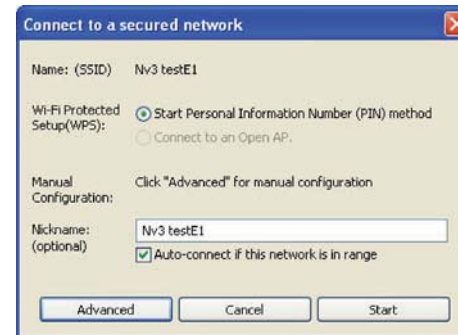 Connect to a secured network
Name: (SSID) Nv3 testE1
Wi-Fi Protected Setup(WPS):
Start Personal Information Number (PIN) method
Connect to an Open AP.
Manual Configuration:
Click "Advanced" for manual configuration
Nickname: (optional)
Nv3 testE1
Auto-connect if this network is in range
Advanced Cancel Start